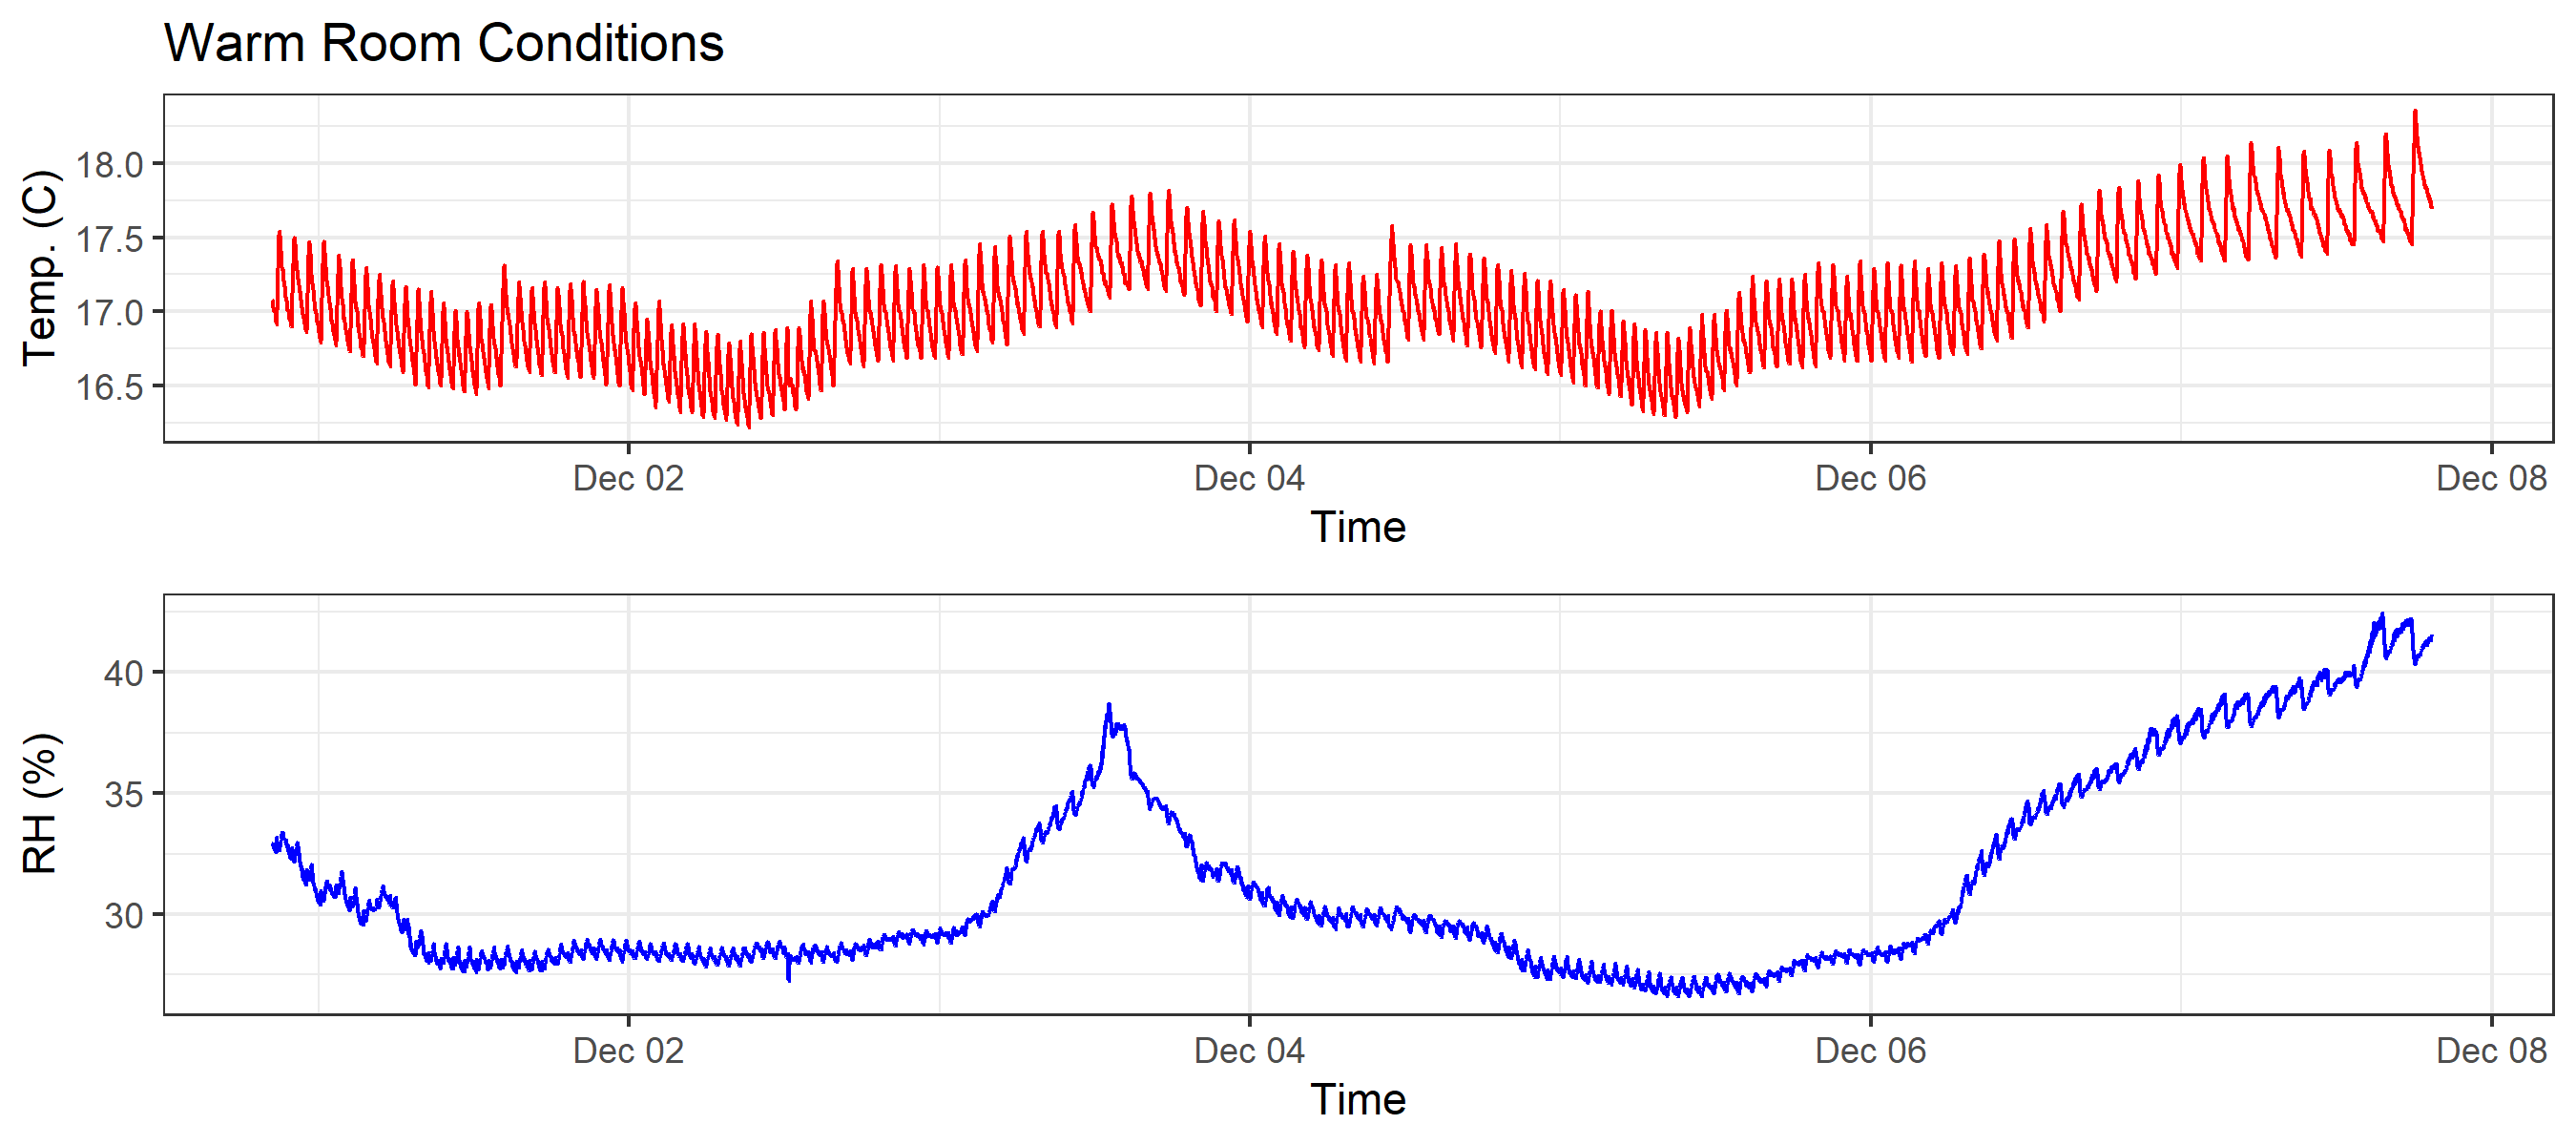 Warm Room Conditions
Temp. (C)
18.0
17.5
17.0
16.5
Dec 02 Dec 04 Dec 06 Dec 08
Time
RH (%)
40
35
30
Dec 02 Dec 04 Dec 06 Dec 08
Time